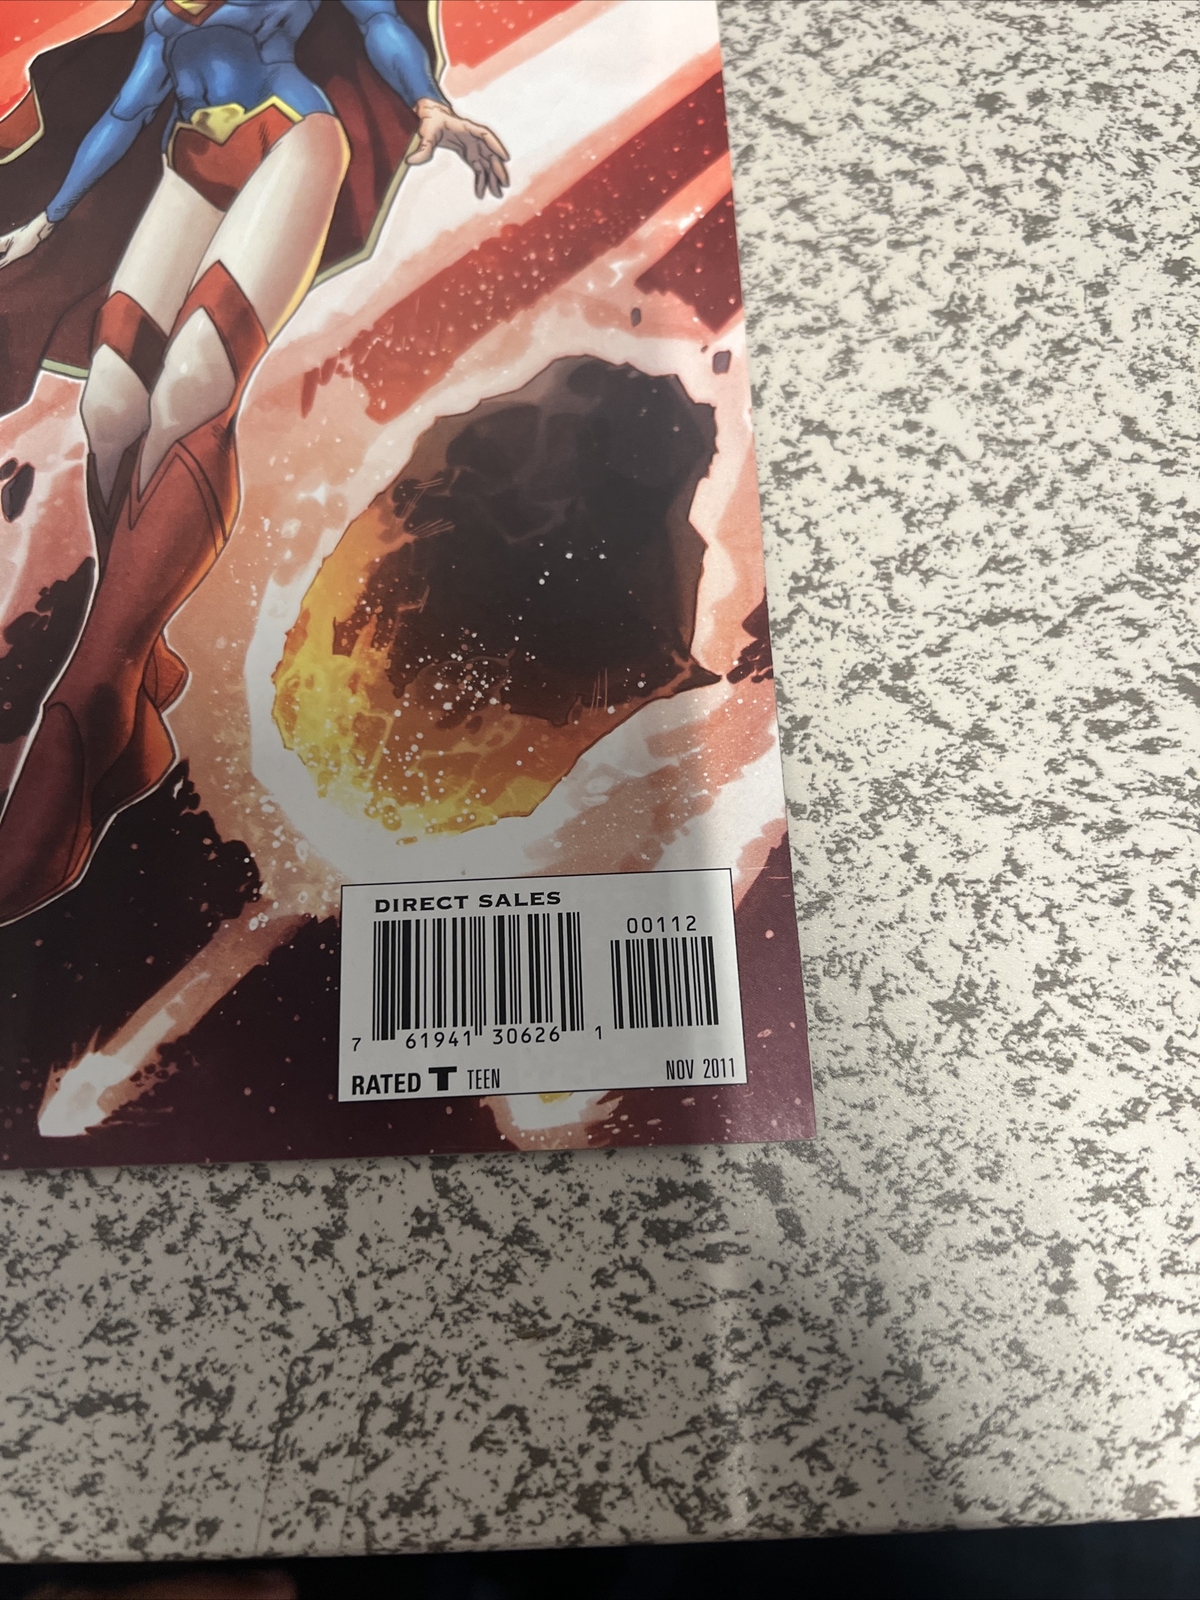 DIRECT SALES
00112
7 61941 30626 1
RATED T TEEN
NOV 2011